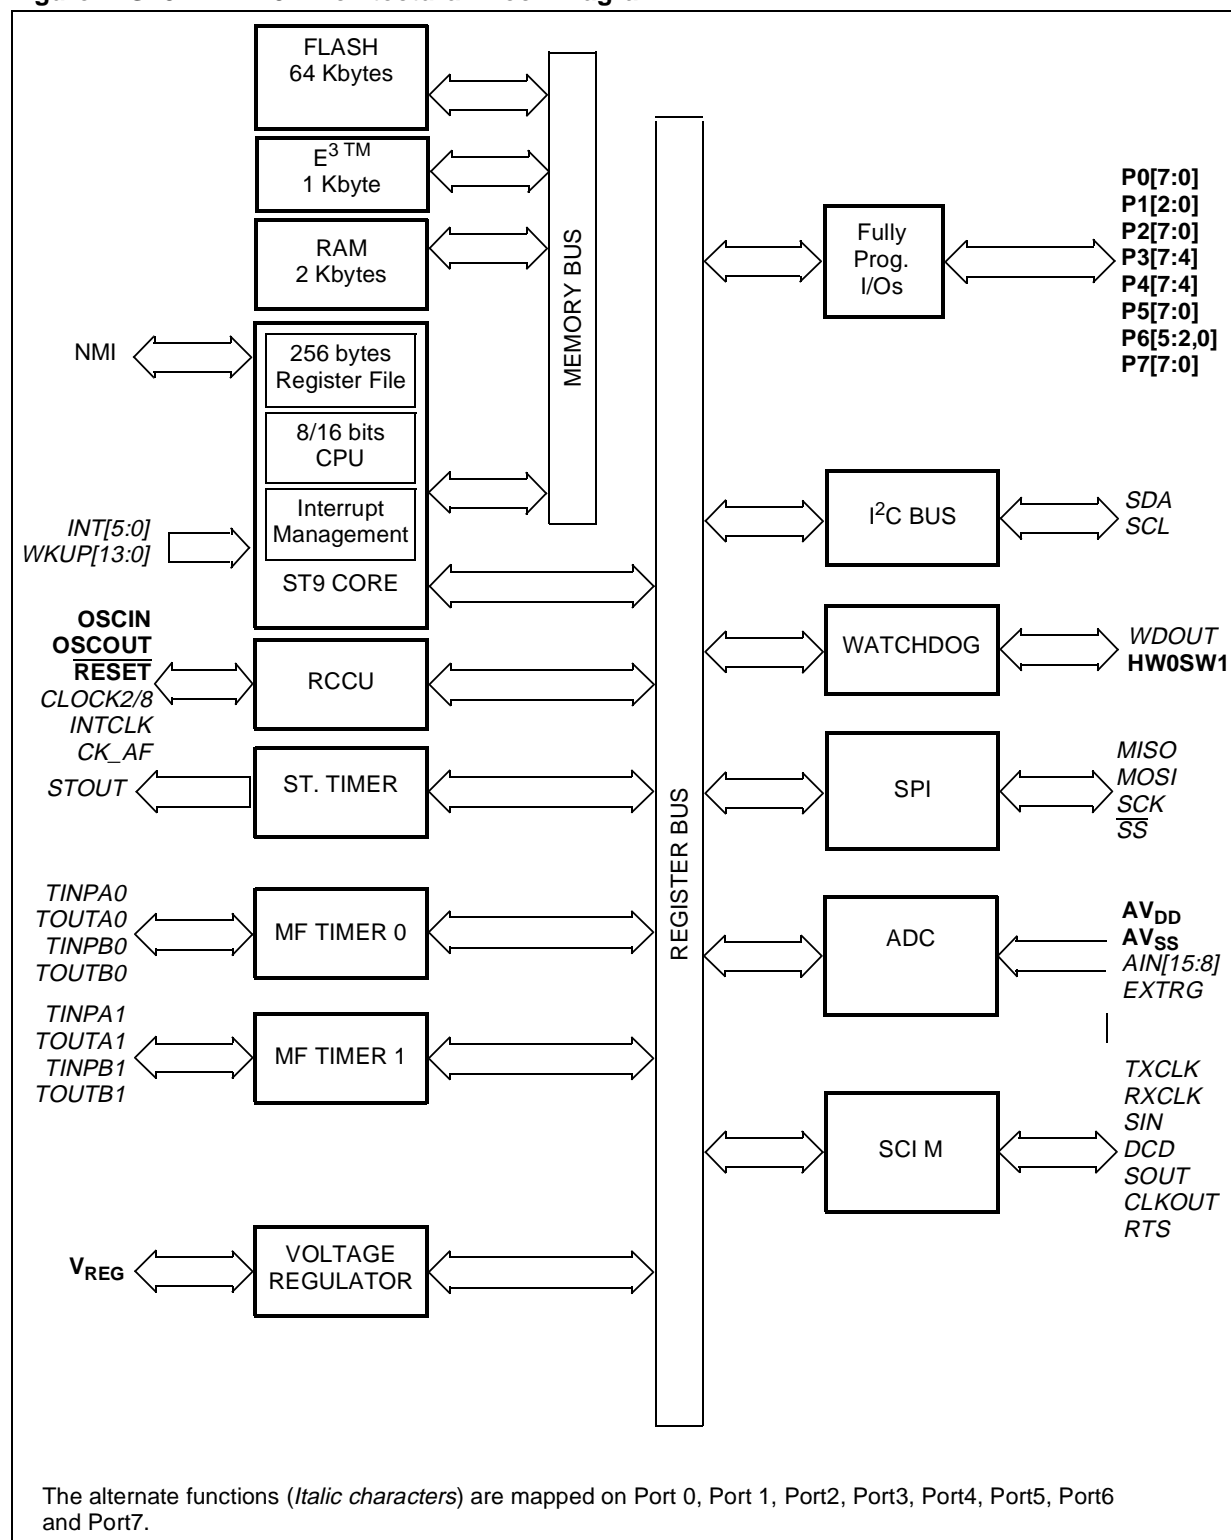 FLASH
64 Kbytes
E3 TM
1 Kbyte
RAM
2 Kbytes
MEMORY BUS
NMI
256 bytes
Register File
8/16 bits
CPU
Interrupt
Management
ST9 CORE
INT[5:0]
WKUP[13:0]
OSCIN
OSCOUT
RESET
CLOCK2/8
INTCLK
CK_AF
RCCU
STOUT
ST. TIMER
TINPA0
TOUTA0
TINPB0
TOUTB0
MF TIMER 0
TINPA1
TOUTA1
TINPB1
TOUTB1
MF TIMER 1
VREG
VOLTAGE
REGULATOR
REGISTER BUS
Fully
Prog.
I/Os
P0[7:0]
P1[2:0]
P2[7:0]
P3[7:4]
P4[7:4]
P5[7:0]
P6[5:2,0]
P7[7:0]
I2C BUS
SDA
SCL
WATCHDOG
WDOUT
HW0SW1
SPI
MISO
MOSI
SCK
SS
ADC
AVDD
AVSS
AIN[15:8]
EXTRG
SCI M
TXCLK
RXCLK
SIN
DCD
SOUT
CLKOUT
RTS
The alternate functions (Italic characters) are mapped on Port 0, Port 1, Port2, Port3, Port4, Port5, Port6
and Port7.